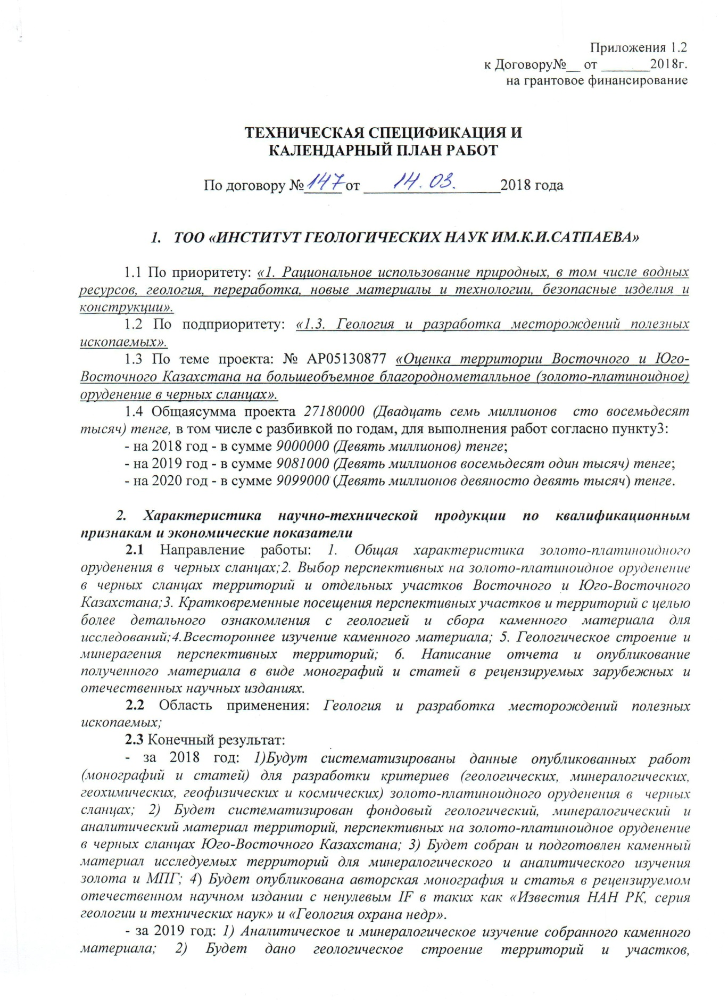 Приложения 1.2
к Договору№__ от _______2018г.
на грантовое финансирование
ТЕХНИЧЕСКАЯ СПЕЦИФИКАЦИЯ И
КАЛЕНДАРНЫЙ ПЛАН РАБОТ
По договору № 147 от 14.03. 2018 года
1. ТОО «ИНСТИТУТ ГЕОЛОГИЧЕСКИХ НАУК ИМ.К.И.САТПАЕВА»
1.1 По приоритету: «1. Рациональное использование природных, в том числе водных
ресурсов, геология, переработка, новые материалы и технологии, безопасные изделия и
конструкции».
1.2 По подприоритету: «1.3. Геология и разработка месторождений полезных
ископаемых».
1.3 По теме проекта: № АР05130877 «Оценка территории Восточного и Юго-
Восточного Казахстана на большеобъемное благороднометалльное (золото-платиноидное)
оруденение в черных сланцах».
1.4 Общаясумма проекта 27180000 (Двадцать семь миллионов сто восемьдесят
тысяч) тенге, в том числе с разбивкой по годам, для выполнения работ согласно пункту3:
- на 2018 год - в сумме 9000000 (Девять миллионов) тенге;
- на 2019 год - в сумме 9081000 (Девять миллионов восемьдесят один тысяч) тенге;
- на 2020 год - в сумме 9099000 (Девять миллионов девяносто девять тысяч) тенге.
2. Характеристика научно-технической продукции по квалификационным
признакам и экономические показатели
2.1 Направление работы: 1. Общая характеристика золото-платиноидного
оруденения в черных сланцах;2. Выбор перспективных на золото-платиноидное оруденение
в черных сланцах территорий и отдельных участков Восточного и Юго-Восточного
Казахстана;3. Кратковременные посещения перспективных участков и территорий с целью
более детального ознакомления с геологией и сбора каменного материала для
исследований;4.Всестороннее изучение каменного материала; 5. Геологическое строение и
минерагения перспективных территорий; 6. Написание отчета и опубликование
полученного материала в виде монографий и статей в рецензируемых зарубежных и
отечественных научных изданиях.
2.2 Область применения: Геология и разработка месторождений полезных
ископаемых;
2.3 Конечный результат:
- за 2018 год: 1)Будут систематизированы данные опубликованных работ
(монографий и статей) для разработки критериев (геологических, минералогических,
геохимических, геофизических и космических) золото-платиноидного оруденения в черных
сланцах; 2) Будет систематизирован фондовый геологический, минералогический и
аналитический материал территорий, перспективных на золото-платиноидное оруденение
в черных сланцах Юго-Восточного Казахстана; 3) Будет собран и подготовлен каменный
материал исследуемых территорий для минералогического и аналитического изучения
золота и МПГ; 4) Будет опубликована авторская монография и статья в рецензируемом
отечественном научном издании с ненулевым IF в таких как «Известия НАН РК, серия
геологии и технических наук» и «Геология охрана недр».
- за 2019 год: 1) Аналитическое и минералогическое изучение собранного каменного
материала; 2) Будет дано геологическое строение территорий и участков,